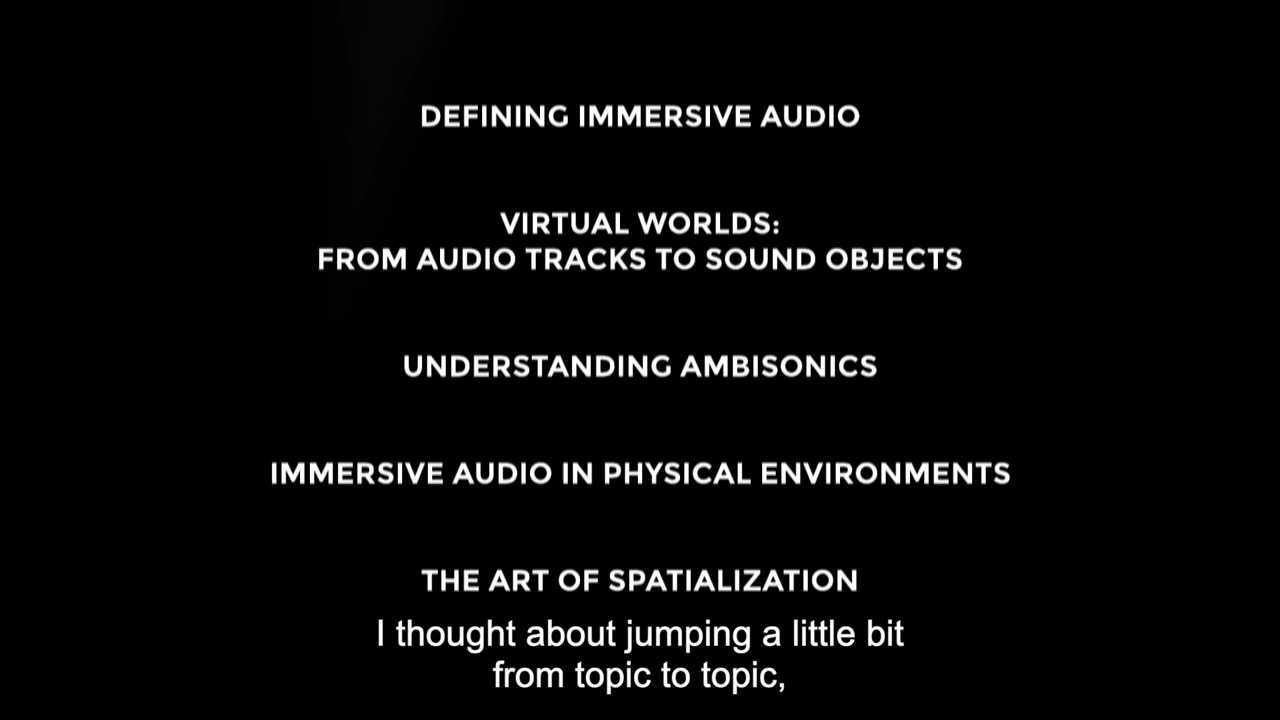 DEFINING IMMERSIVE AUDIO
VIRTUAL WORLDS:
FROM AUDIO TRACKS TO SOUND OBJECTS
UNDERSTANDING AMBISONICS
IMMERSIVE AUDIO IN PHYSICAL ENVIRONMENTS
THE ART OF SPATIALIZATION
I thought about jumping a little bit
from topic to topic,